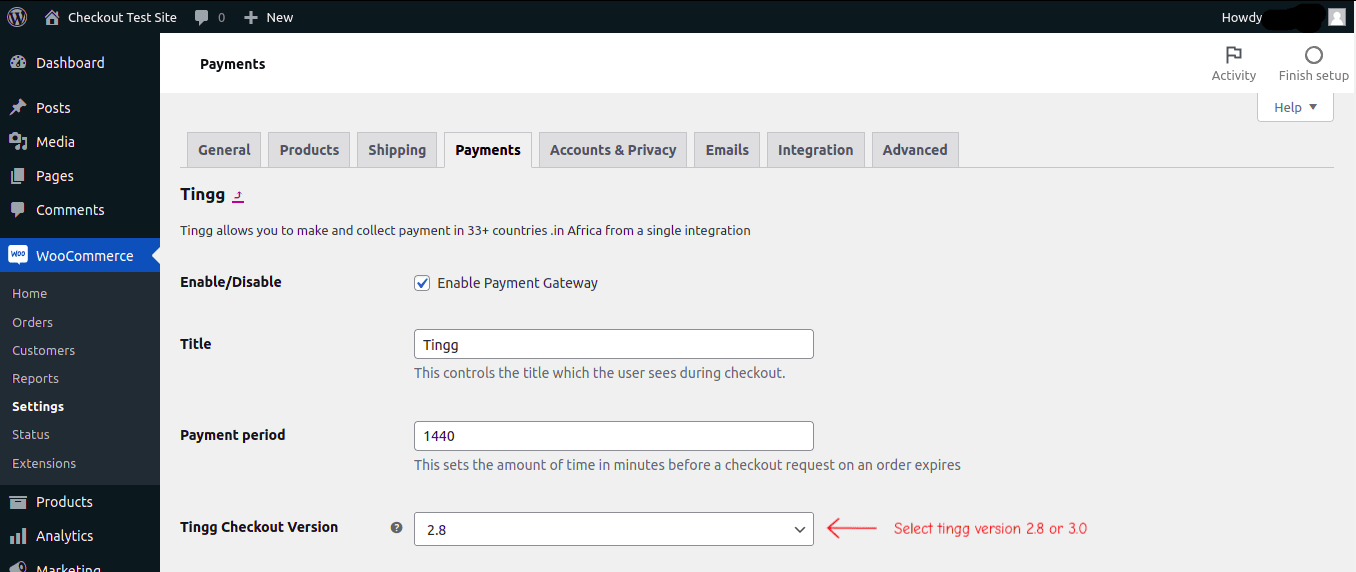 Checkout Test Site 0 New Howdy
Dashboard
Posts
Media
Pages
Comments
WooCommerce
Home
Orders
Customers
Reports
Settings
Status
Extensions
Products
Analytics
Marketing
Payments
Activity
Finish setup
Help
General Products Shipping Payments Accounts & Privacy Emails Integration Advanced
Tingg
Tingg allows you to make and collect payment in 33+ countries .in Africa from a single integration
Enable/Disable Enable Payment Gateway
Title Tingg
This controls the title which the user sees during checkout.
Payment period 1440
This sets the amount of time in minutes before a checkout request on an order expires
Tingg Checkout Version ? 2.8 Select tingg version 2.8 or 3.0